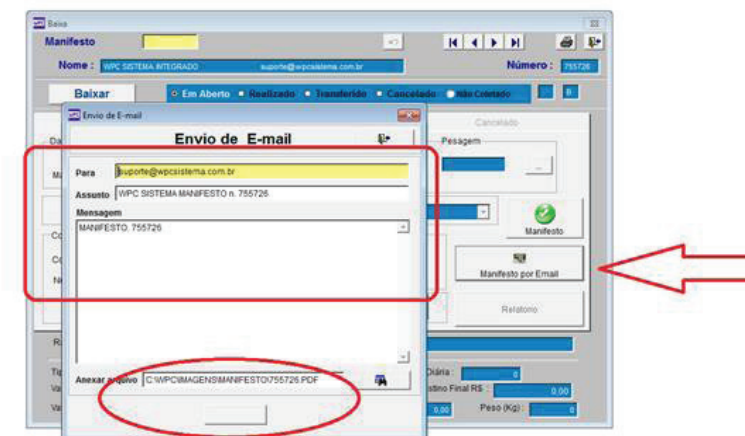 Baixa
Manifesto
Nome : WPC SISTEMA INTEGRADO suporte@wpcsistema.com.br Número : 755726
Baixar Em Aberto Realizado Transferido Cancelado Não Coletado B
Envio de E-mail
Cancelado
Envio de E-mail
Pesagem
...
Para suporte@wpcsistema.com.br
Assunto WPC SISTEMA MANIFESTO n. 755726
Mensagem
MANIFESTO. 755726
Manifesto
Manifesto por Email
Relatorio
Anexar arquivo C:\WPC\IMAGENS\MANIFESTO\755726.PDF
Diária : 0
stino Final R$ : 0,00
0,00 Peso (Kg) : 0